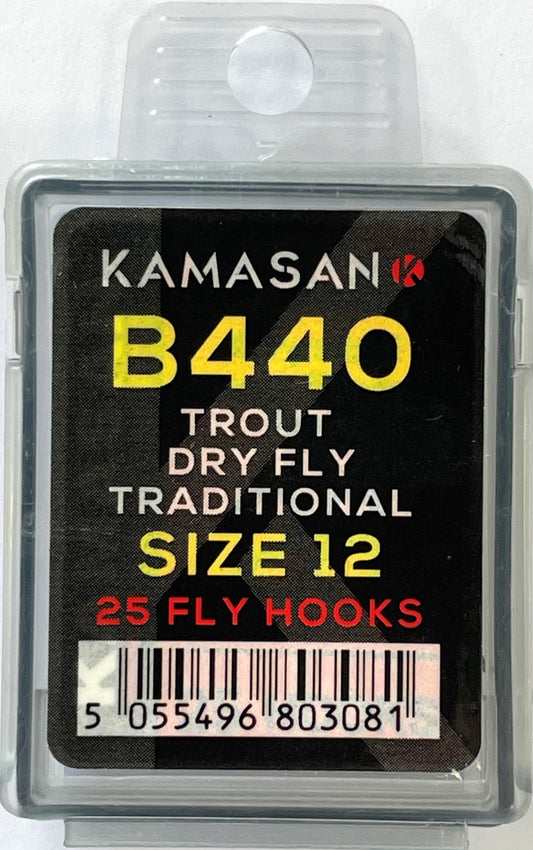 KAMASAN
B440
TROUT
DRY FLY
TRADITIONAL
SIZE 12
25 FLY HOOKS
5 055496 803081